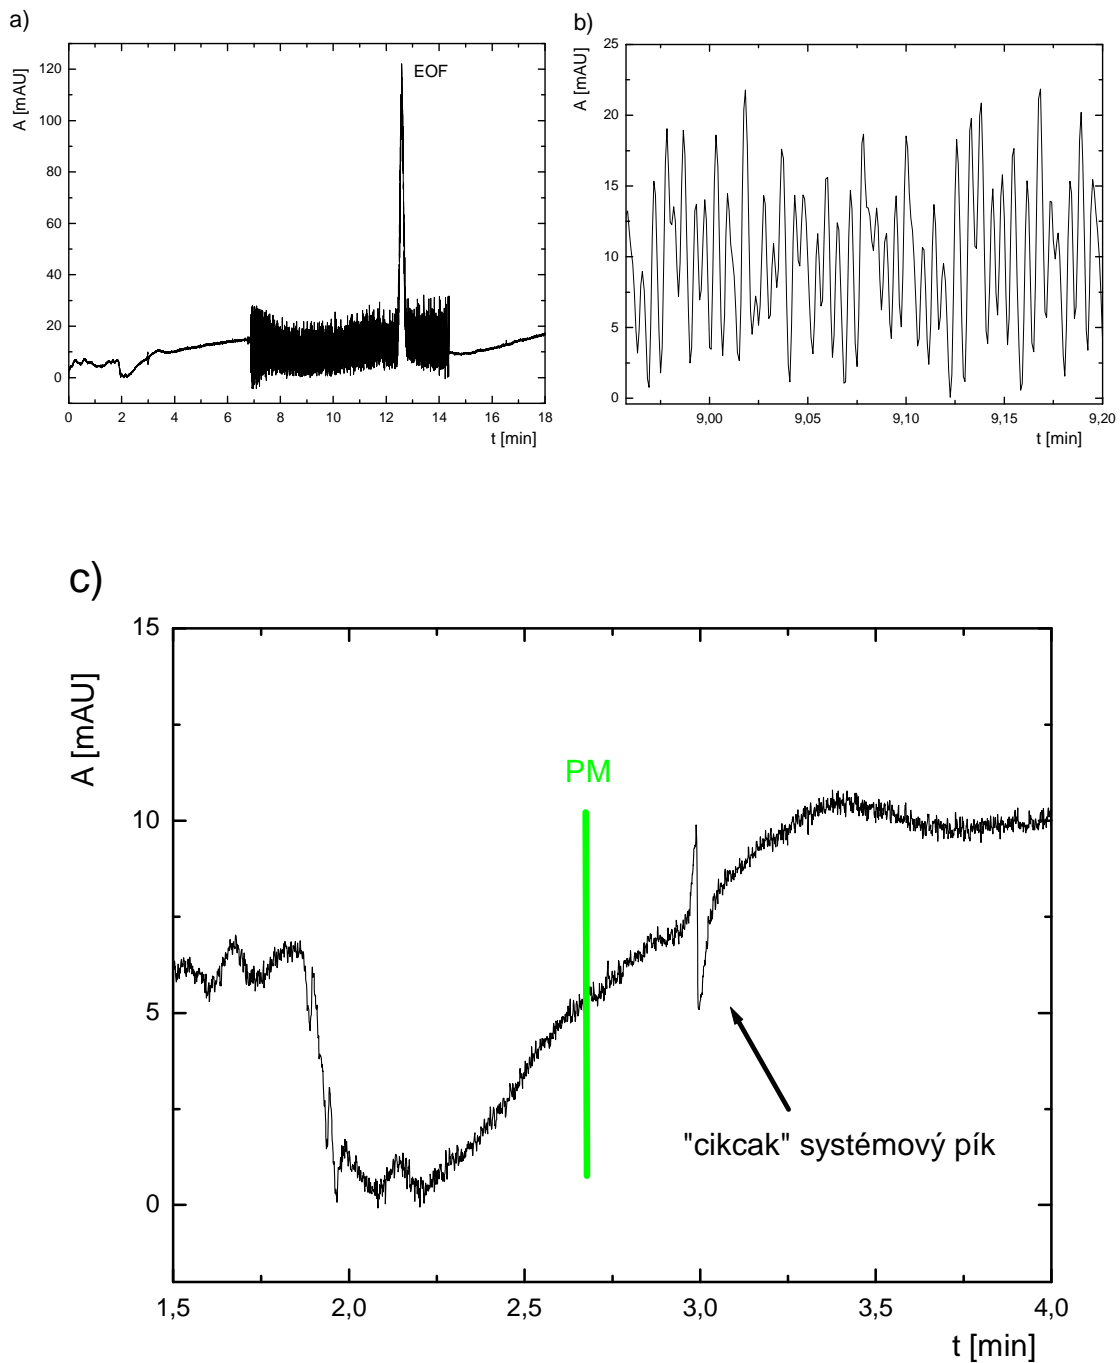 a)
A [mAU]
120
100
80
60
40
20
0
EOF
0 2 4 6 8 10 12 14 16 18
t [min]
b)
A [mAU]
25
20
15
10
5
0
9,00 9,05 9,10 9,15 9,20
t [min]
c)
A [mAU]
15
10
5
0
PM
"cikcak" systémový pík
1,5 2,0 2,5 3,0 3,5 4,0
t [min]